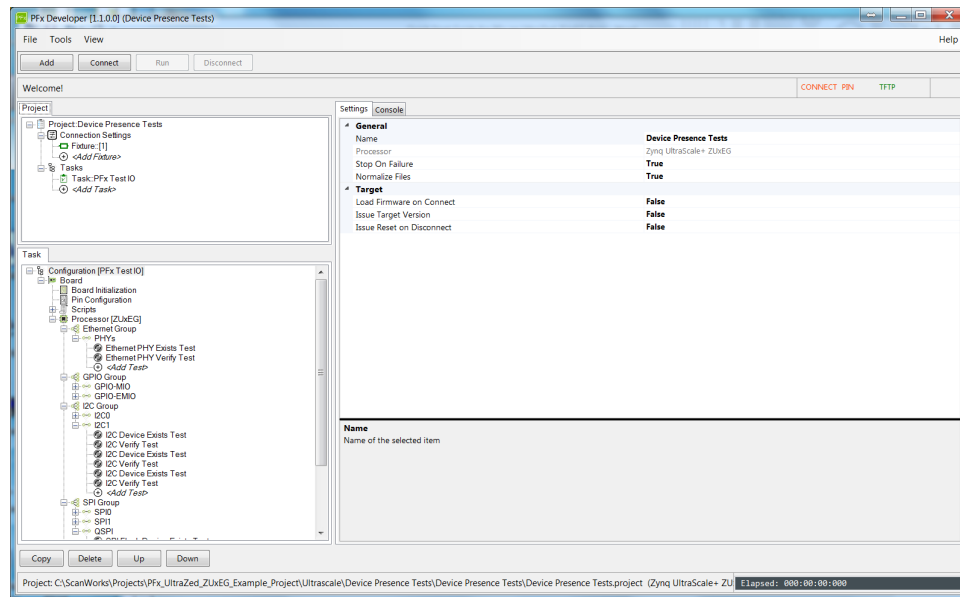 PFx Developer [1.1.0.0] (Device Presence Tests)
File Tools View Help
Add Connect Run Disconnect
Welcome! CONNECT PIN TFTP
Project
Project:Device Presence Tests
Connection Settings
Fixture::[1]
<Add Fixture>
Tasks
Task::PFx Test IO
<Add Task>
Task
Configuration [PFx Test IO]
Board
Board Initialization
Pin Configuration
Scripts
Processor [ZUxEG]
Ethernet Group
PHYs
Ethernet PHY Exists Test
Ethernet PHY Verify Test
<Add Test>
GPIO Group
GPIO-MIO
GPIO-EMIO
I2C Group
I2C0
I2C1
I2C Device Exists Test
I2C Verify Test
I2C Device Exists Test
I2C Verify Test
I2C Device Exists Test
I2C Verify Test
<Add Test>
SPI Group
SPI0
SPI1
QSPI
Settings Console
General
Name Device Presence Tests
Processor Zynq UltraScale+ ZUxEG
Stop On Failure True
Normalize Files True
Target
Load Firmware on Connect False
Issue Target Version False
Issue Reset on Disconnect False
Name
Name of the selected item
Copy Delete Up Down
Project: C:\ScanWorks\Projects\PFx_UltraZed_ZUxEG_Example_Project\Ultrascale\Device Presence Tests\Device Presence Tests\Device Presence Tests.project (Zynq UltraScale+ ZU Elapsed: 000:00:00:000